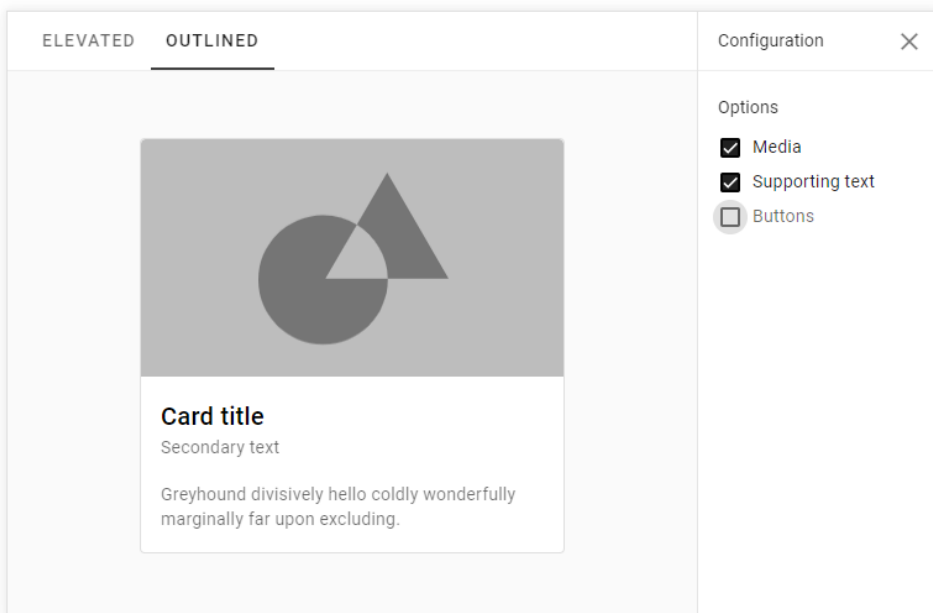 ELEVATED OUTLINED
Configuration
Options
Media
Supporting text
Buttons
Card title
Secondary text
Greyhound divisively hello coldly wonderfully
marginally far upon excluding.